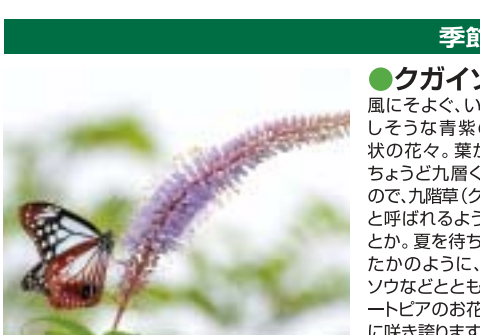 季節
●クガイソ
風にそよぐ、い
しそうな青紫の
状の花々。葉が
ちょうど九層く
ので、九階草（ク
と呼ばれるよう
とか。夏を待ち
たかのように、
ソウなどととも
ートピアのお花
に咲き誇ります